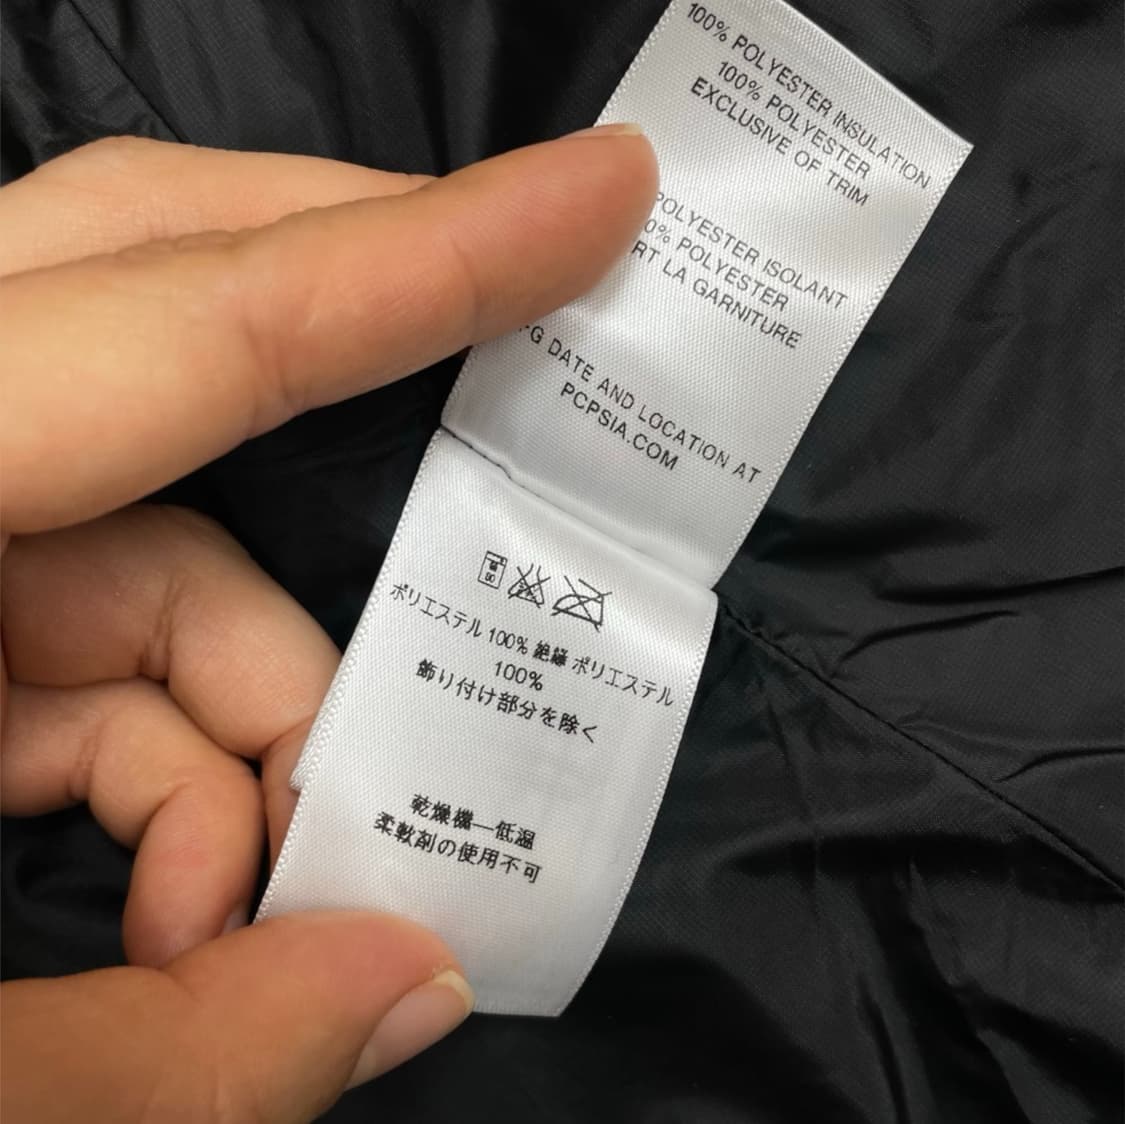 100% POLYESTER INSULATION
100% POLYESTER
EXCLUSIVE OF TRIM
POLYESTER ISOLANT
0% POLYESTER
RT LA GARNITURE
FG DATE AND LOCATION AT
PCPSIA.COM
ポリエステル 100% 絶縁 ポリエステル
100%
飾り付け部分を除く
乾燥機―低温
柔軟剤の使用不可